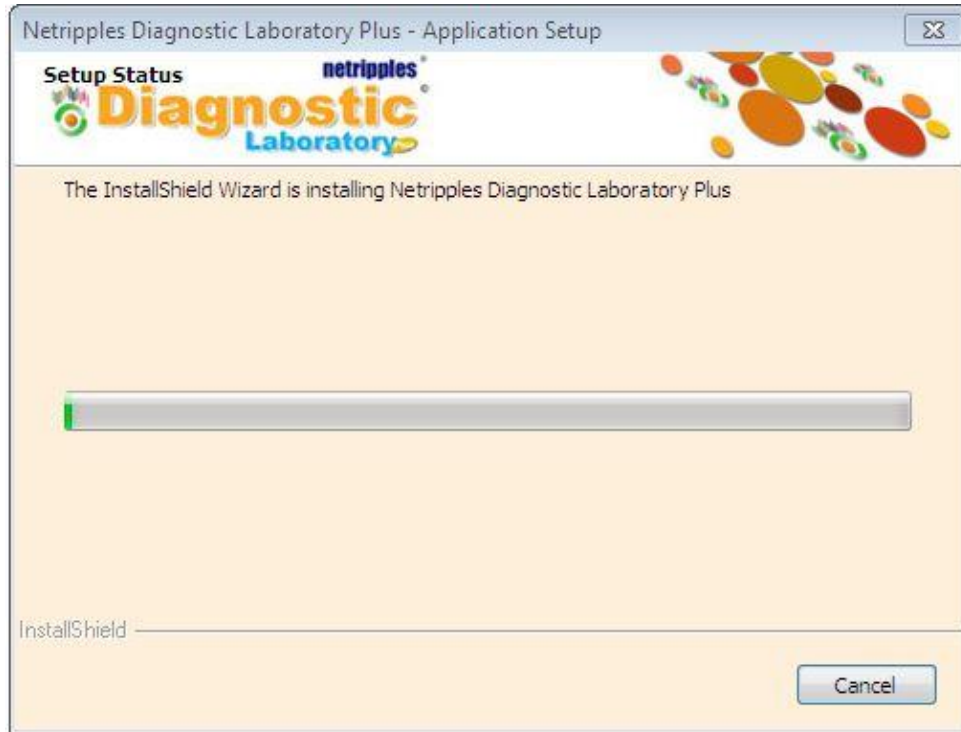 Netripples Diagnostic Laboratory Plus - Application Setup
Setup Status
netripples
Diagnostic
Laboratory
The InstallShield Wizard is installing Netripples Diagnostic Laboratory Plus
InstallShield
Cancel